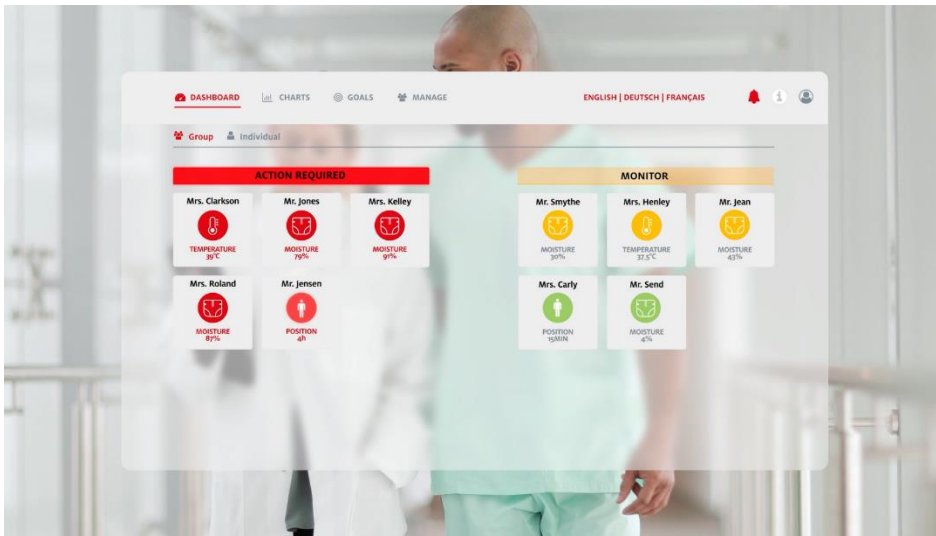 DASHBOARD CHARTS GOALS MANAGE ENGLISH | DEUTSCH | FRANÇAIS i
Group Individual
ACTION REQUIRED
Mrs. Clarkson Mr. Jones Mrs. Kelley
TEMPERATURE MOISTURE MOISTURE
39°C 79% 91%
Mrs. Roland Mr. Jensen
MOISTURE POSITION
87% 4h
MONITOR
Mr. Smythe Mrs. Henley Mr. Jean
MOISTURE TEMPERATURE MOISTURE
30% 37,5°C 43%
Mrs. Carly Mr. Send
POSITION MOISTURE
15MIN 4%